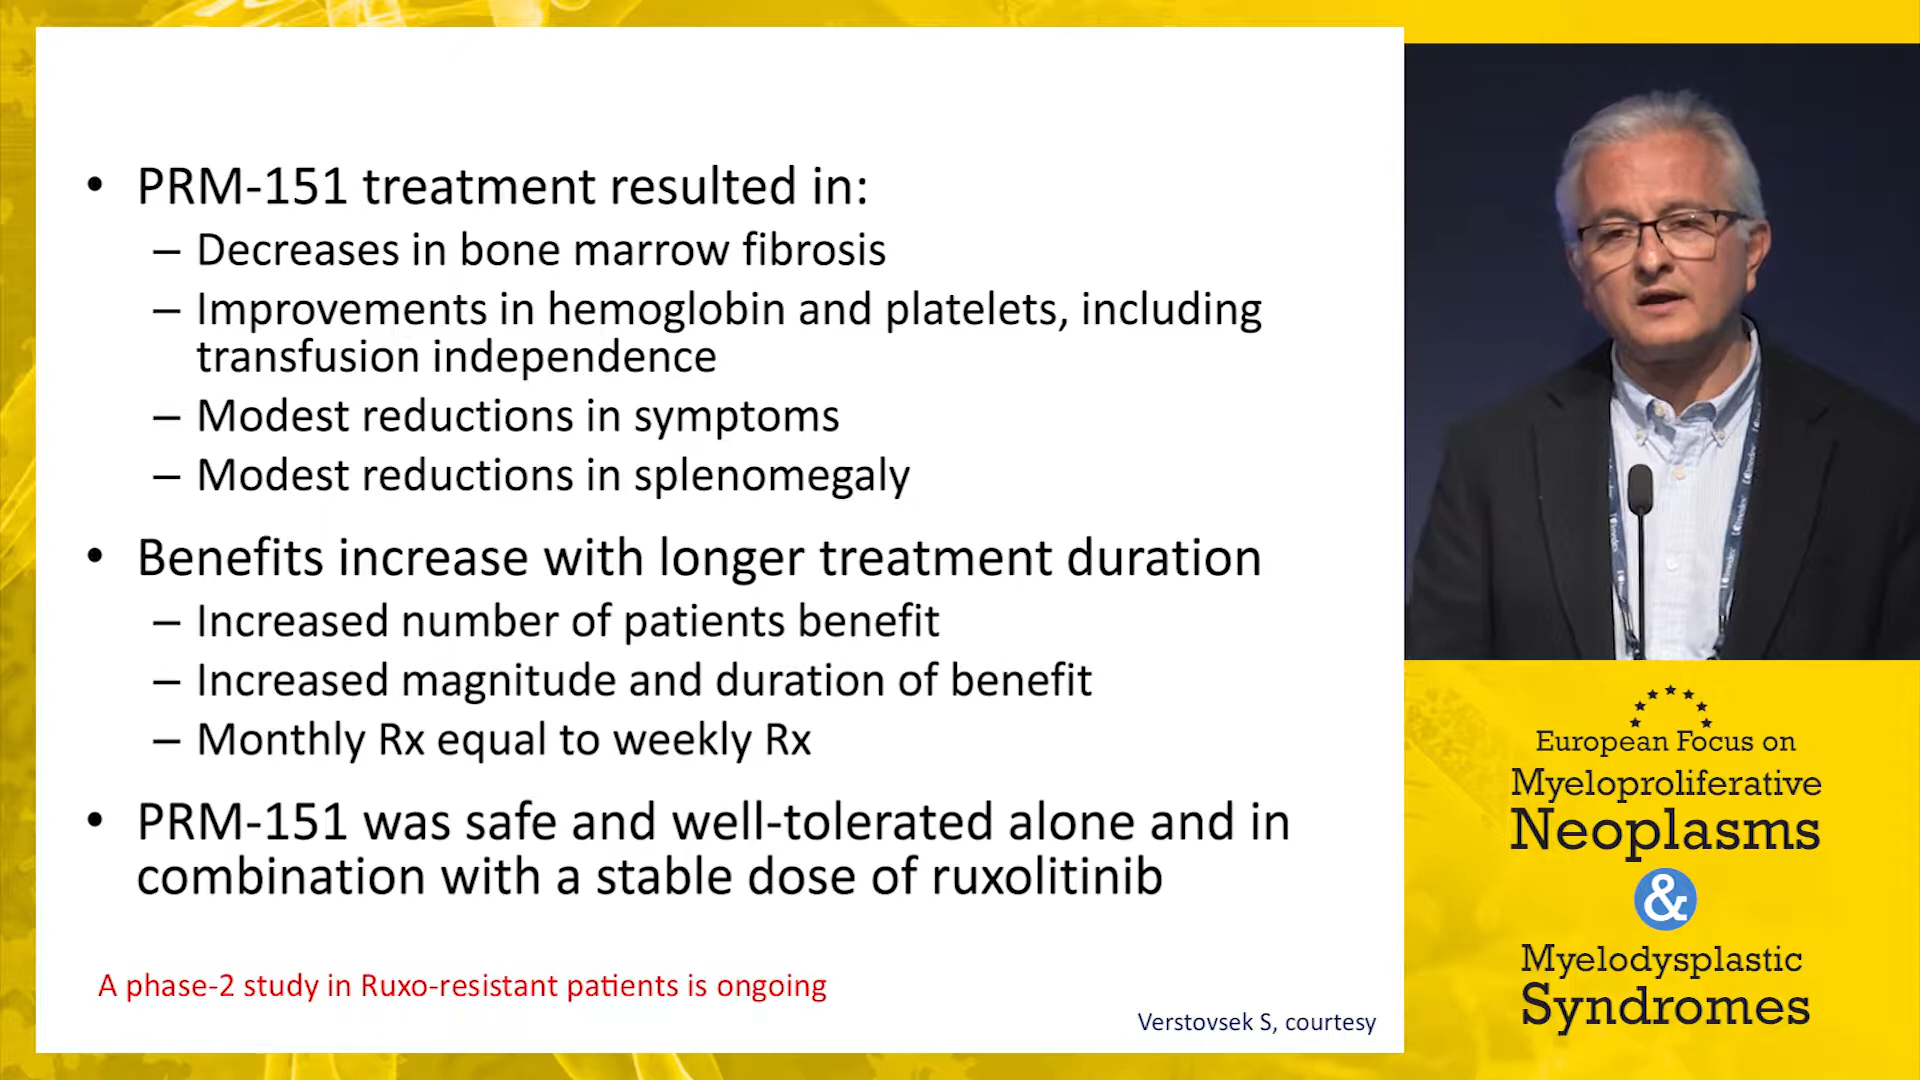 • PRM-151 treatment resulted in:
– Decreases in bone marrow fibrosis
– Improvements in hemoglobin and platelets, including
transfusion independence
– Modest reductions in symptoms
– Modest reductions in splenomegaly
• Benefits increase with longer treatment duration
– Increased number of patients benefit
– Increased magnitude and duration of benefit
– Monthly Rx equal to weekly Rx
• PRM-151 was safe and well-tolerated alone and in
combination with a stable dose of ruxolitinib
A phase-2 study in Ruxo-resistant patients is ongoing
Verstovsek S, courtesy
European Focus on
Myeloproliferative
Neoplasms
&
Myelodysplastic
Syndromes